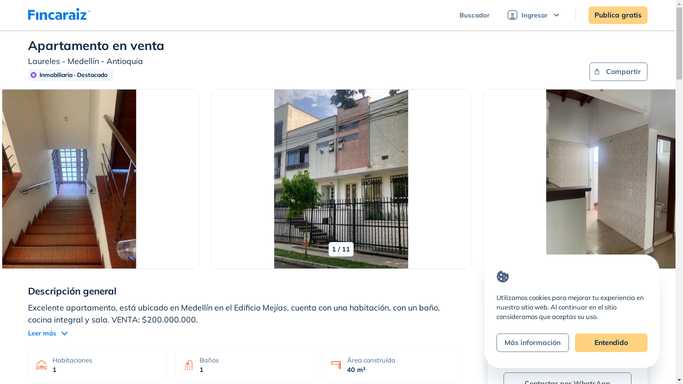 Fincaraiz
Buscador
Ingresar
Publica gratis
Apartamento en venta
Laureles - Medellín - Antioquia
Inmobiliaria · Destacado
Compartir
1 / 11
Descripción general
Excelente apartamento, está ubicado en Medellín en el Edificio Mejías, cuenta con una habitación, con un baño,
cocina integral y sala. VENTA: $200.000.000.
Leer más
Habitaciones
1
Baños
1
Área construida
40 m²
Utilizamos cookies para mejorar tu experiencia en
nuestro sitio web. Al continuar en el sitio
consideramos que aceptas su uso.
Más información
Entendido
Contactar por WhatsApp